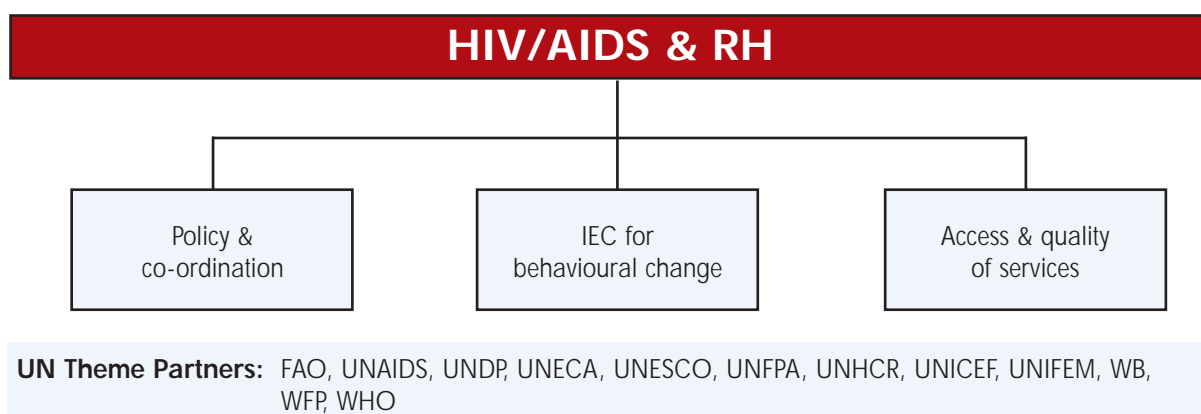 HIV/AIDS & RH
Policy &
co-ordination
IEC for
behavioural change
Access & quality
of services
UN Theme Partners: FAO, UNAIDS, UNDP, UNECA, UNESCO, UNFPA, UNHCR, UNICEF, UNIFEM, WB,
WFP, WHO